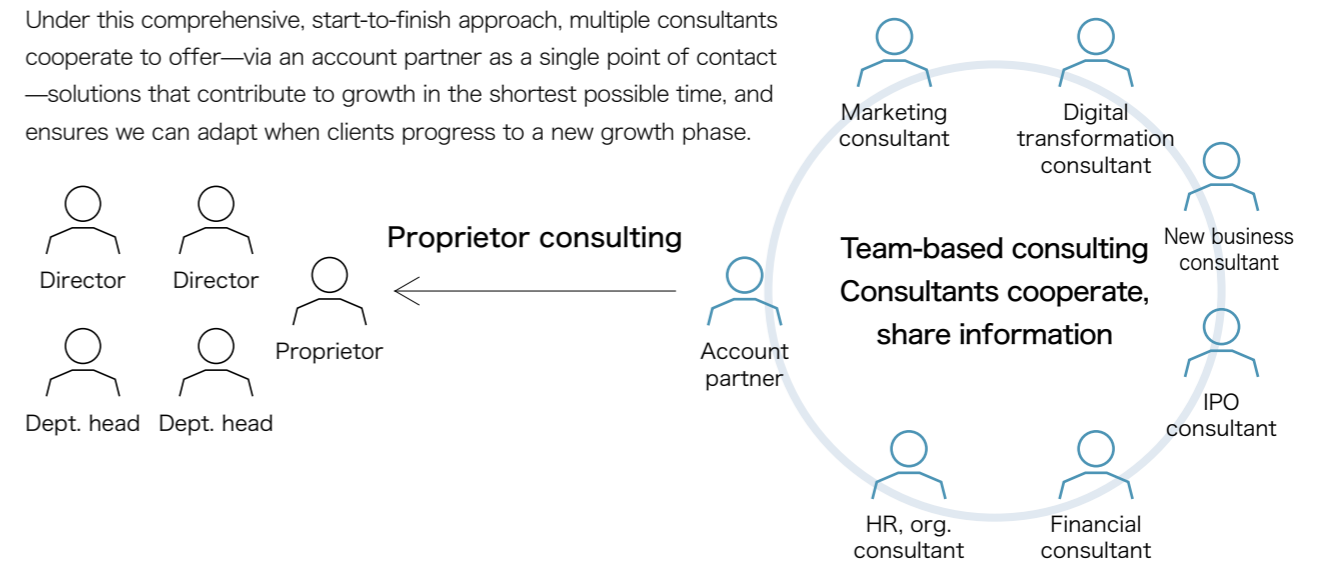 Under this comprehensive, start-to-finish approach, multiple consultants
cooperate to offer—via an account partner as a single point of contact
—solutions that contribute to growth in the shortest possible time, and
ensures we can adapt when clients progress to a new growth phase.
Director
Director
Dept. head
Dept. head
Proprietor
Proprietor consulting
Account
partner
Team-based consulting
Consultants cooperate,
share information
Marketing
consultant
Digital
transformation
consultant
New business
consultant
IPO
consultant
Financial
consultant
HR, org.
consultant